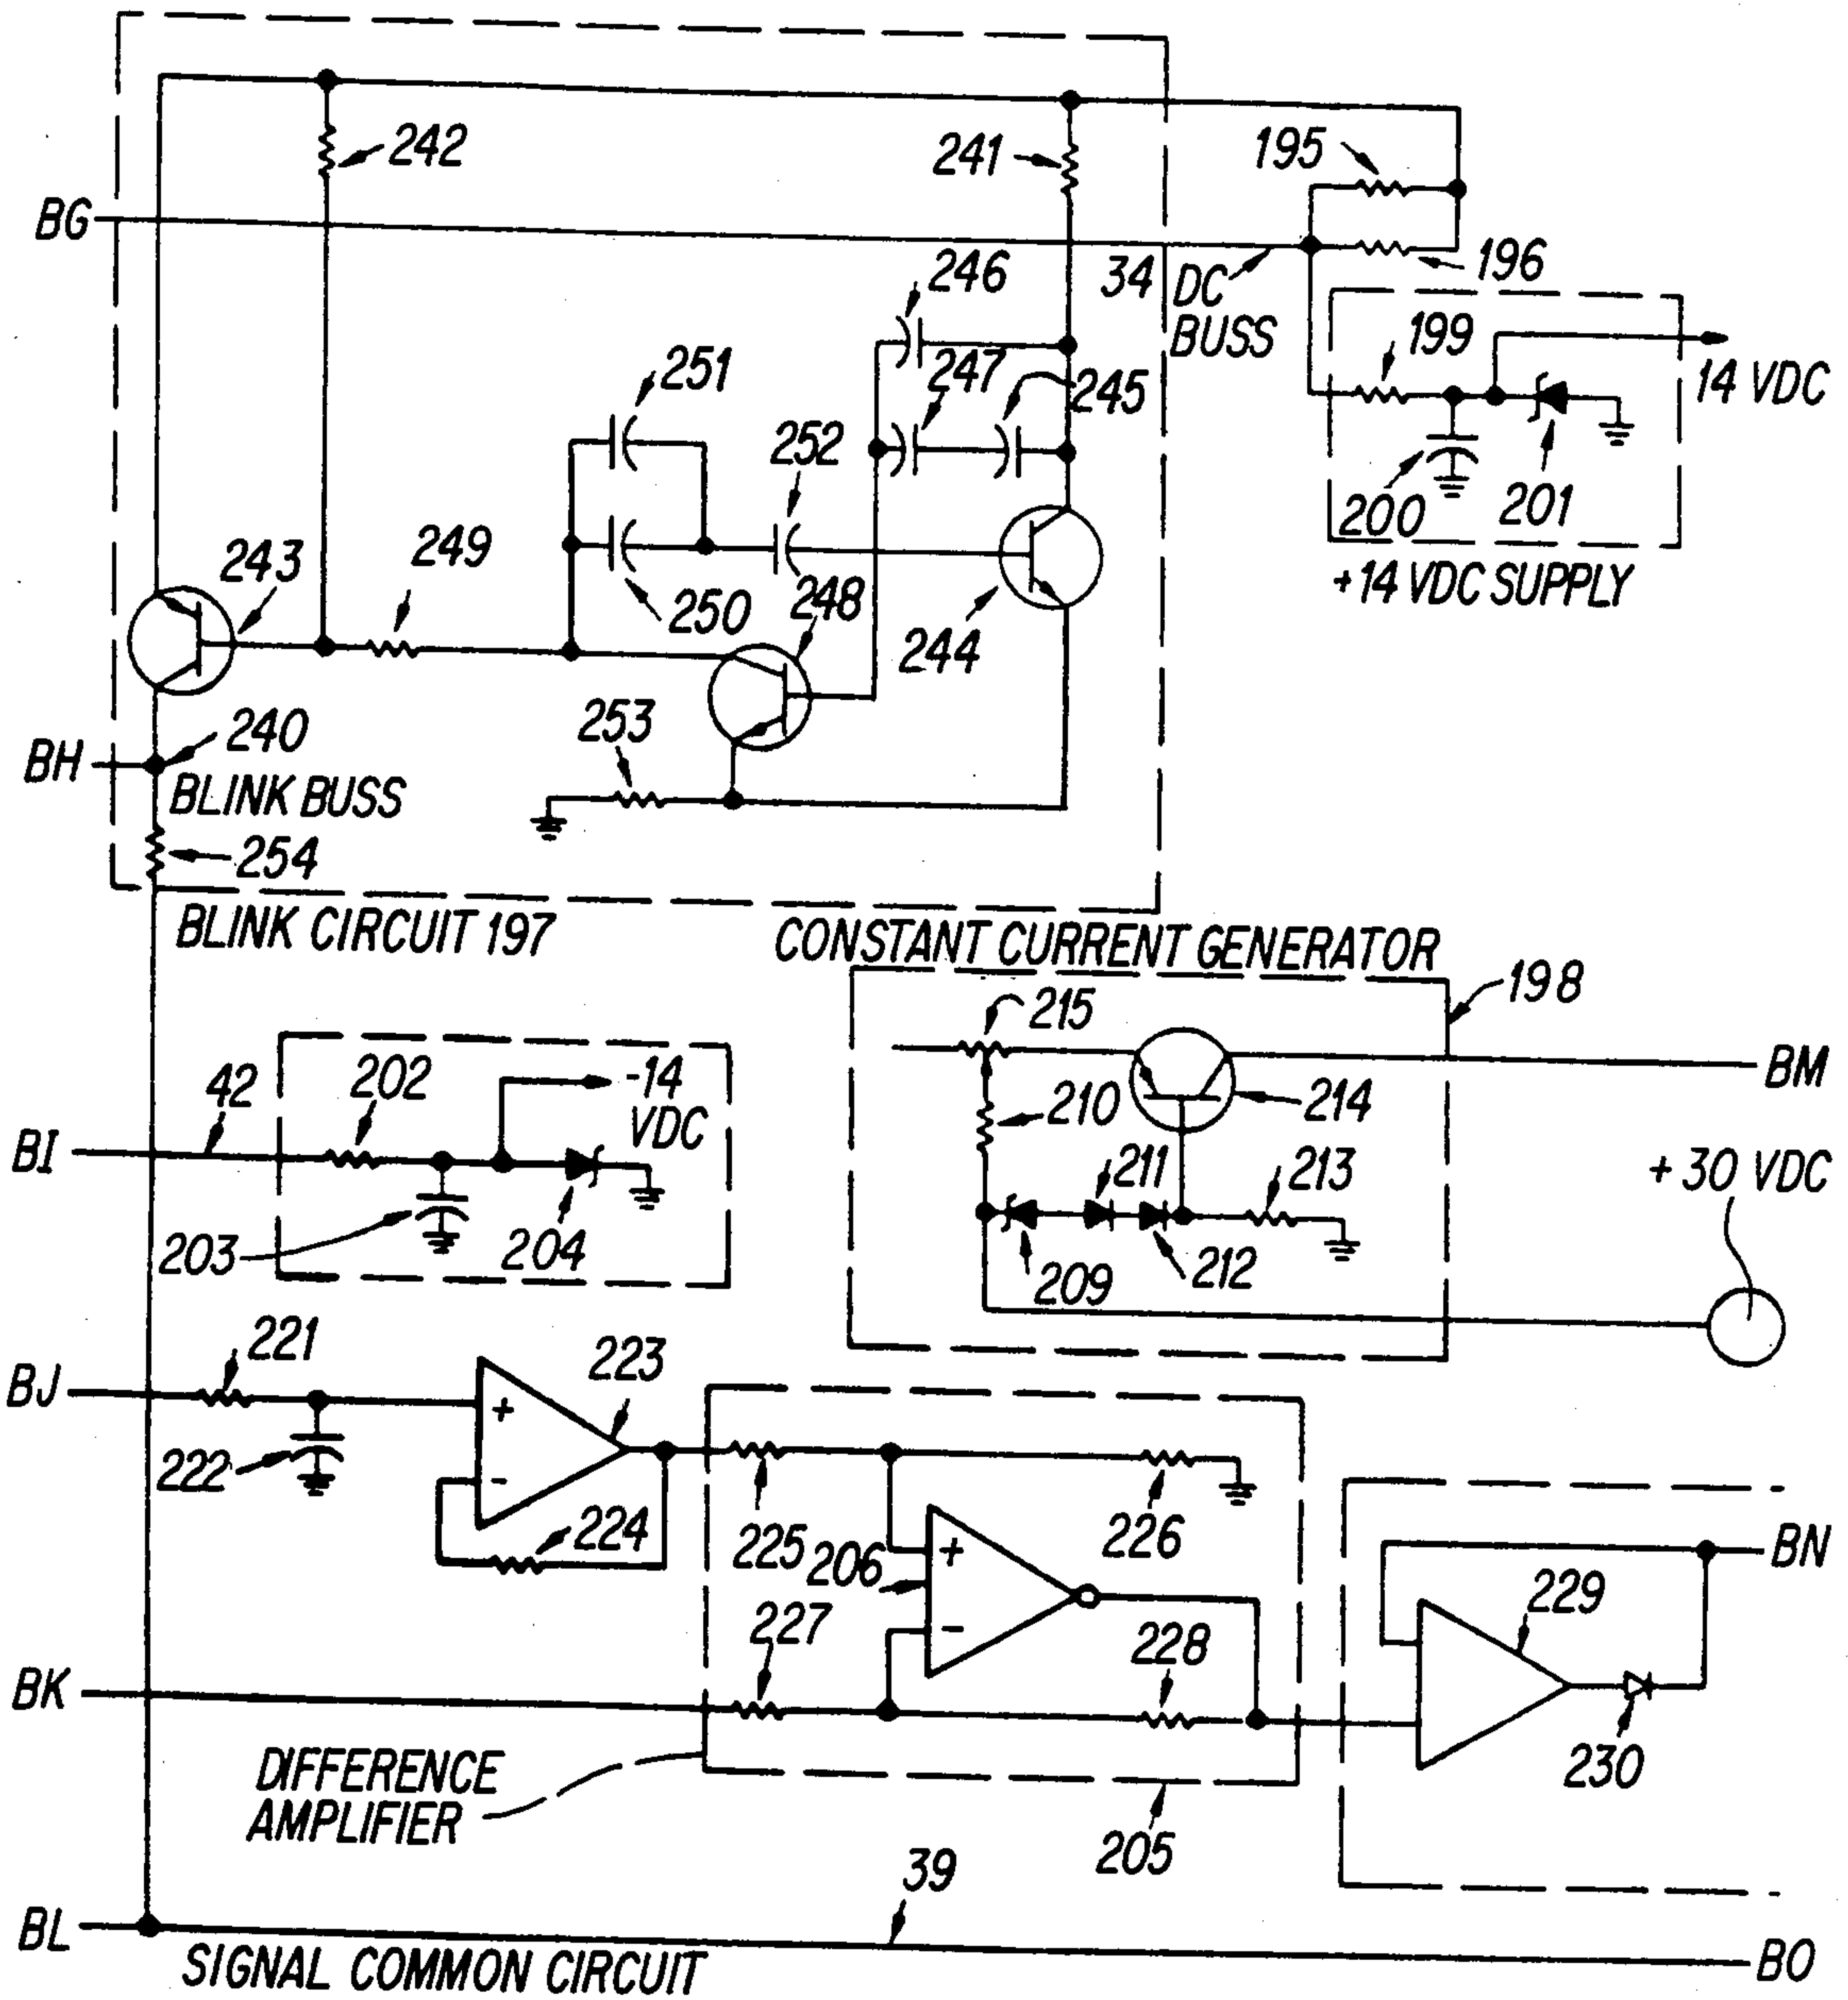 242
241
195
BG
246
34
DC
BUSS
196
199
251
247
245
14 VDC
252
200
201
243
249
+14 VDC SUPPLY
250
248
244
253
240
BH
BLINK BUSS
254
BLINK CIRCUIT 197
CONSTANT CURRENT GENERATOR
198
215
42
202
-14
VDC
BM
210
214
BI
211
213
+30 VDC
203
204
209
212
221
223
BJ
+
222
-
224
225
226
206
+
BN
229
227
-
228
BK
230
DIFFERENCE
AMPLIFIER
205
39
BL
SIGNAL COMMON CIRCUIT
BO